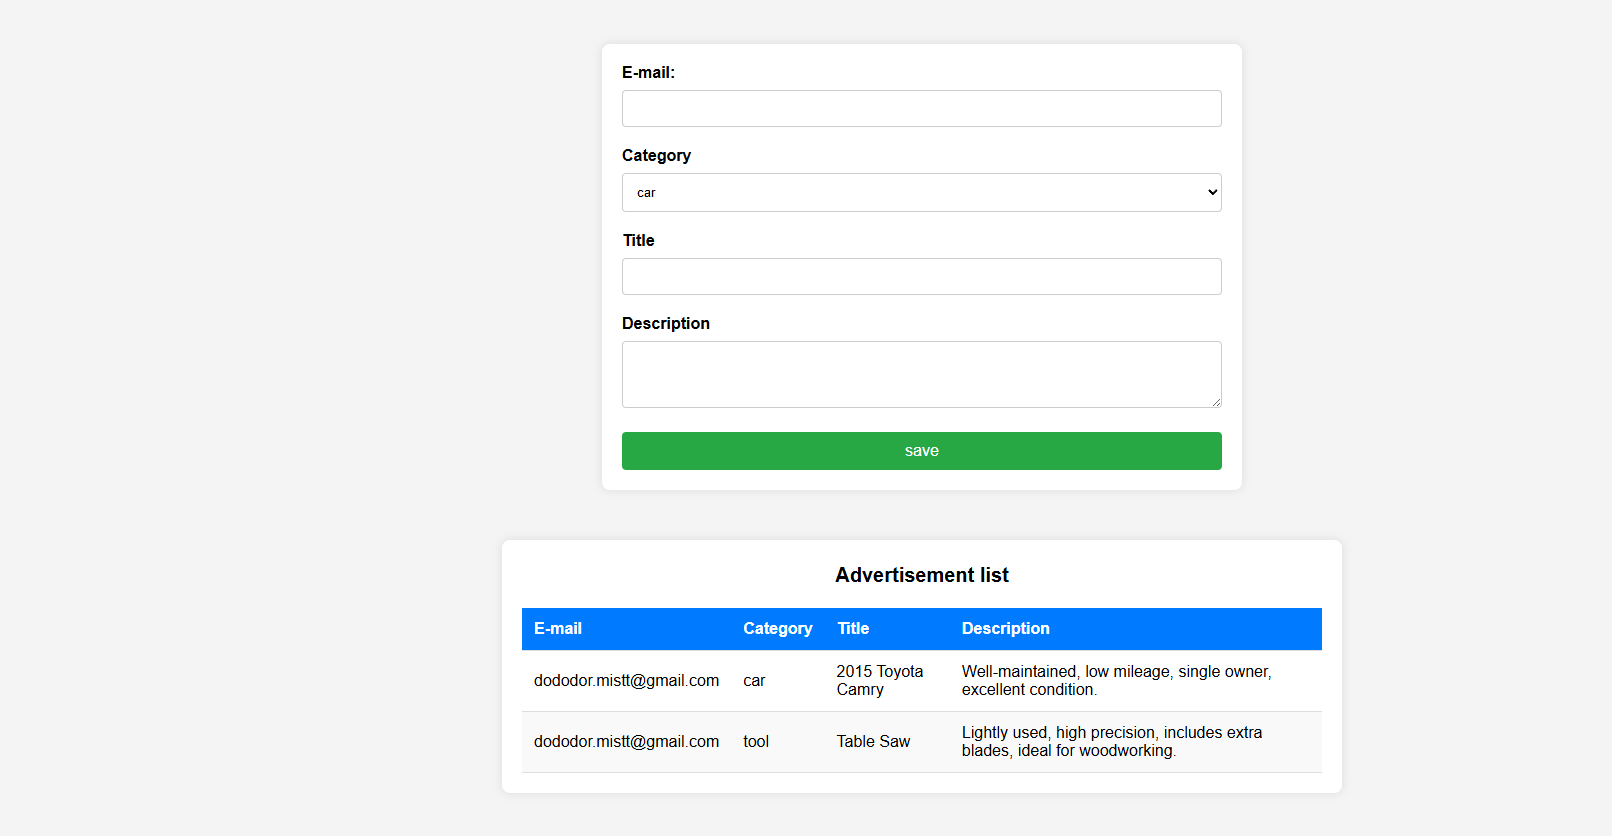 E-mail:
Category
car
Title
Description
save
Advertisement list
E-mail Category Title Description
dododor.mistt@gmail.com car 2015 Toyota Camry Well-maintained, low mileage, single owner, excellent condition.
dododor.mistt@gmail.com tool Table Saw Lightly used, high precision, includes extra blades, ideal for woodworking.